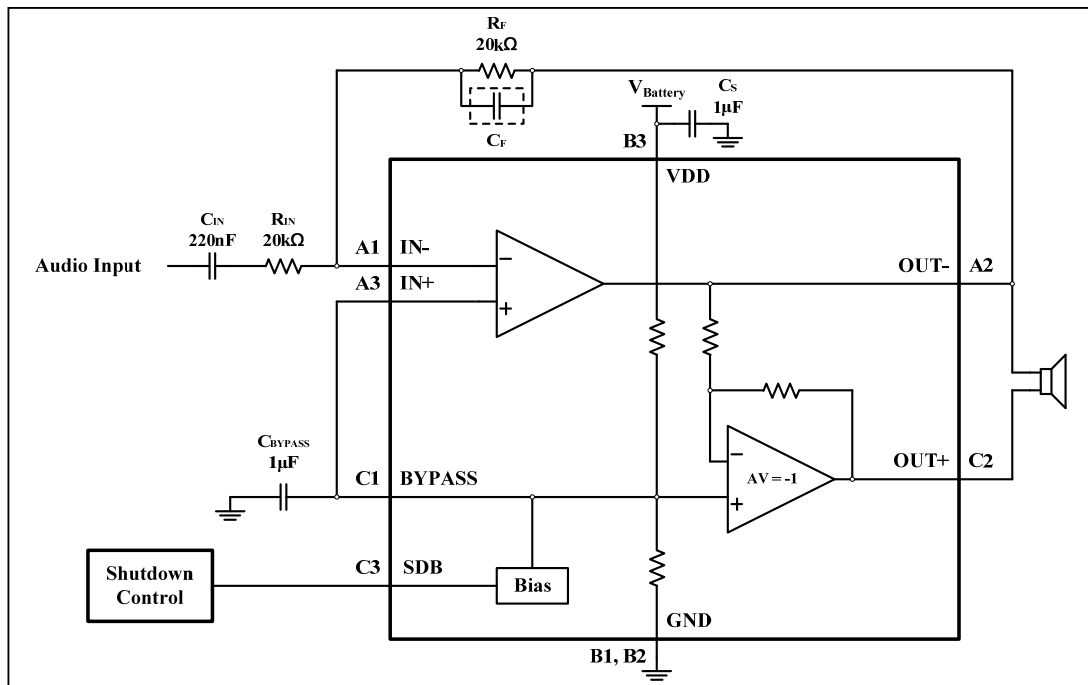 RF
20kΩ
CF
VBattery
CS
1μF
B3
VDD
CIN
220nF
RIN
20kΩ
Audio Input
A1
IN-
A3
IN+
OUT-
A2
CBYPASS
1μF
C1
BYPASS
AV = -1
OUT+
C2
C3
SDB
Shutdown
Control
Bias
GND
B1, B2